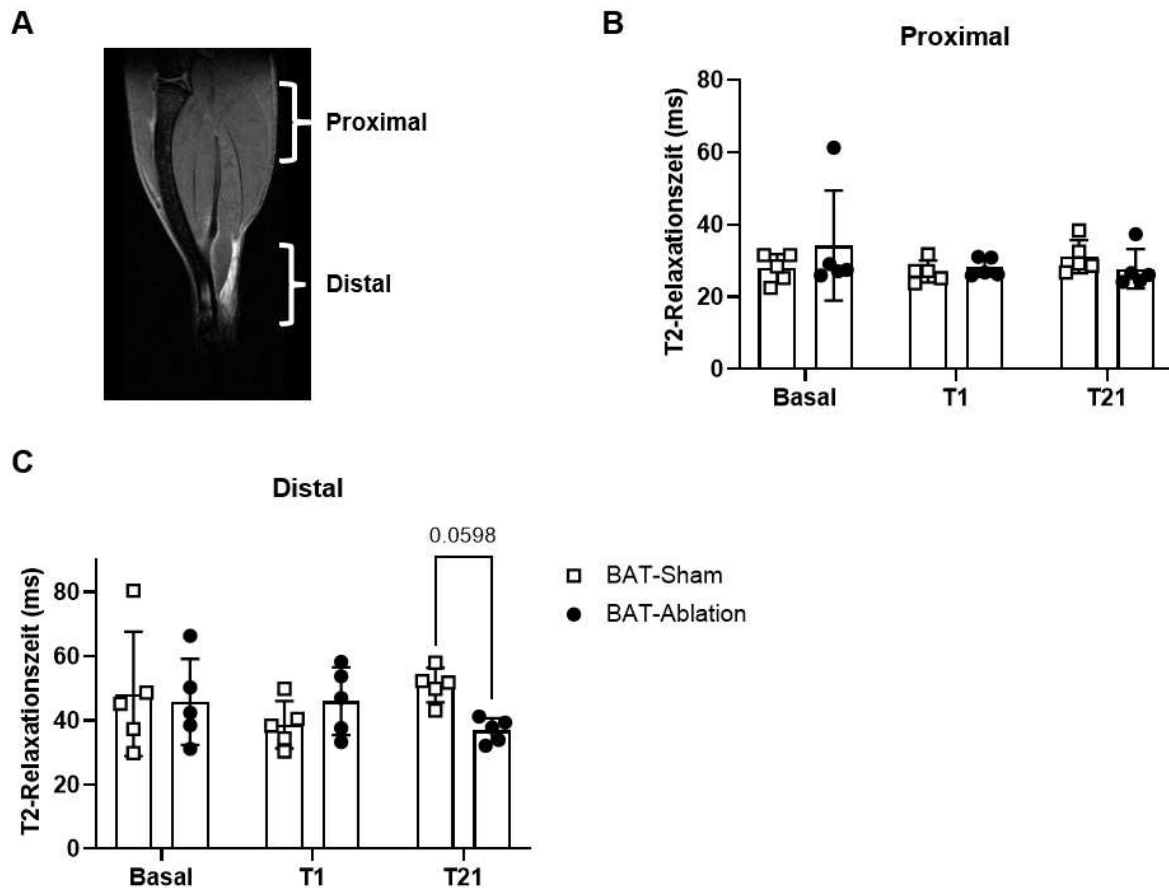 A
Proximal
Distal
B
Proximal
T2-Relaxationszeit (ms)
80
60
40
20
0
Basal T1 T21
C
Distal
0.0598
T2-Relaxationszeit (ms)
80
60
40
20
0
Basal T1 T21
BAT-Sham
BAT-Ablation